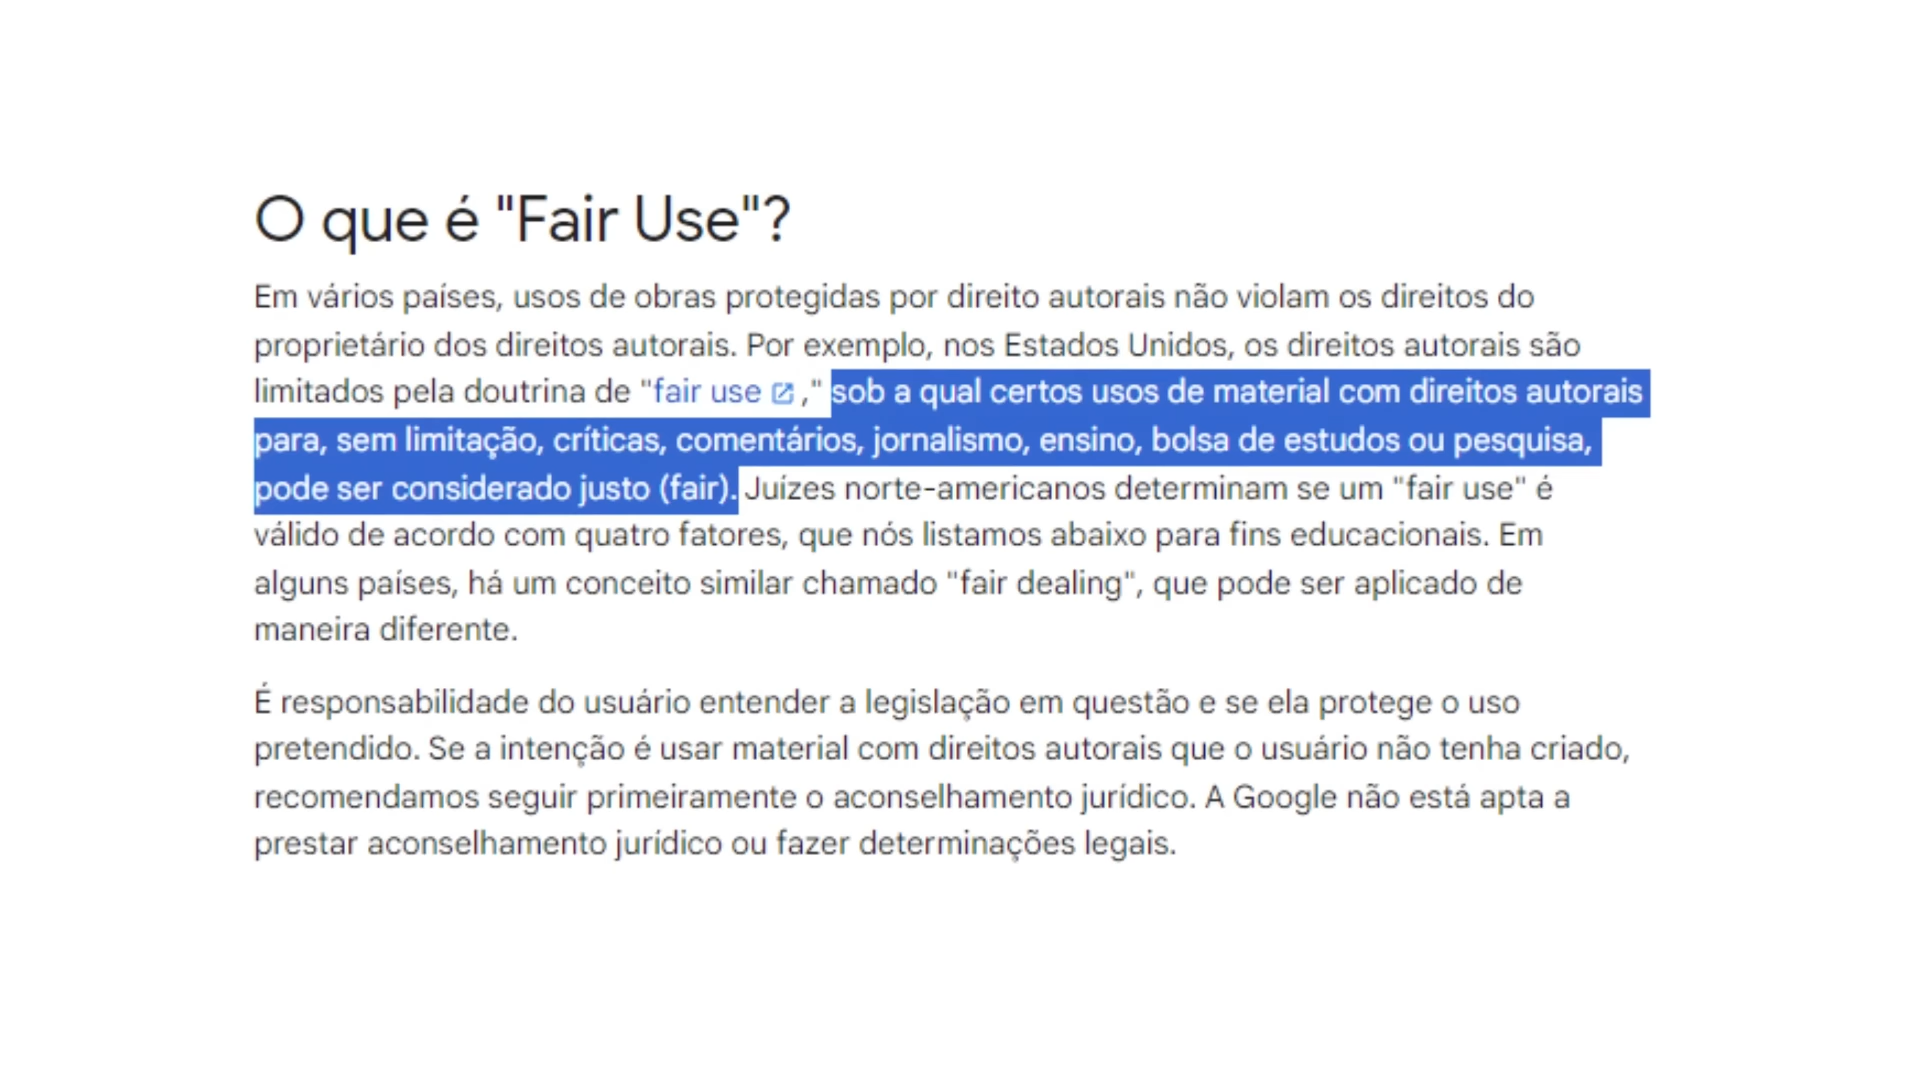 O que é "Fair Use"?
Em vários países, usos de obras protegidas por direito autorais não violam os direitos do
proprietário dos direitos autorais. Por exemplo, nos Estados Unidos, os direitos autorais são
limitados pela doutrina de "fair use ," sob a qual certos usos de material com direitos autorais
para, sem limitação, críticas, comentários, jornalismo, ensino, bolsa de estudos ou pesquisa,
pode ser considerado justo (fair). Juízes norte-americanos determinam se um "fair use" é
válido de acordo com quatro fatores, que nós listamos abaixo para fins educacionais. Em
alguns países, há um conceito similar chamado "fair dealing", que pode ser aplicado de
maneira diferente.
É responsabilidade do usuário entender a legislação em questão e se ela protege o uso
pretendido. Se a intenção é usar material com direitos autorais que o usuário não tenha criado,
recomendamos seguir primeiramente o aconselhamento jurídico. A Google não está apta a
prestar aconselhamento jurídico ou fazer determinações legais.